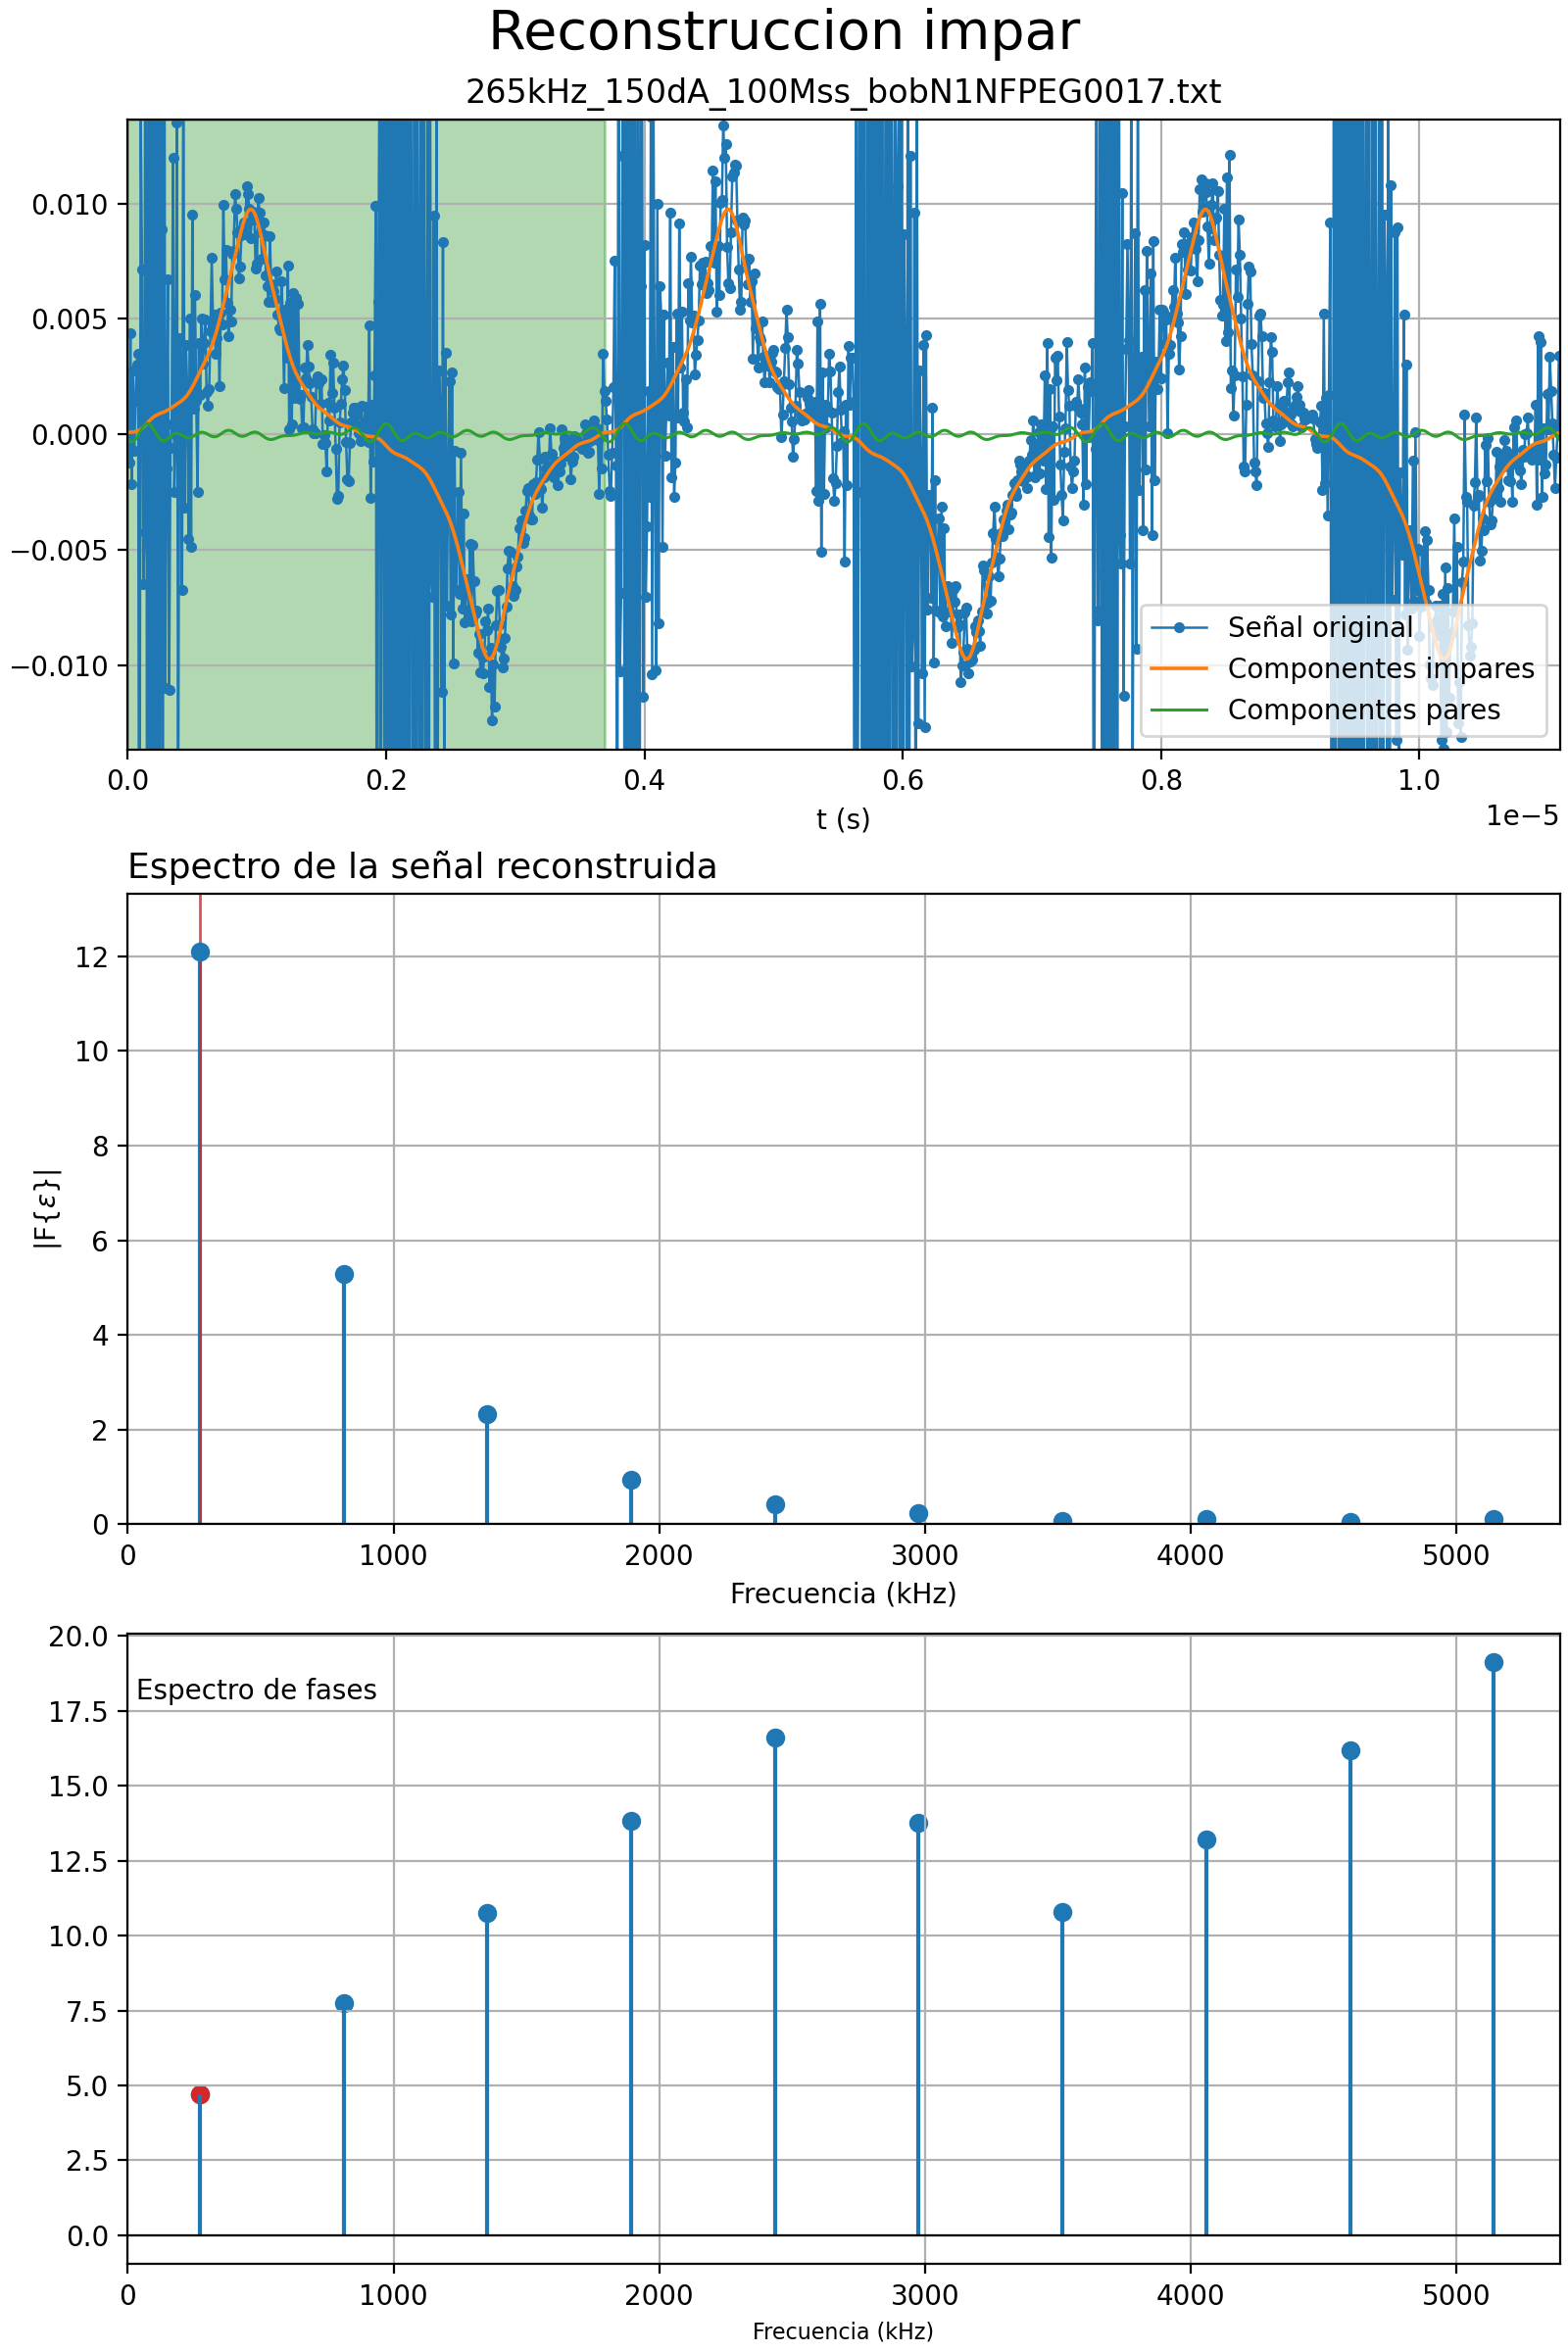 Reconstruccion impar
265kHz_150dA_100Mss_bobN1NFPEG0017.txt
0.010
0.005
0.000
−0.005
−0.010
Señal original
Componentes impares
Componentes pares
0.0 0.2 0.4 0.6 0.8 1.0
1e−5
t (s)
Espectro de la señal reconstruida
12
10
8
6
4
2
0
|F{ε}|
0 1000 2000 3000 4000 5000
Frecuencia (kHz)
20.0
Espectro de fases
17.5
15.0
12.5
10.0
7.5
5.0
2.5
0.0
0 1000 2000 3000 4000 5000
Frecuencia (kHz)